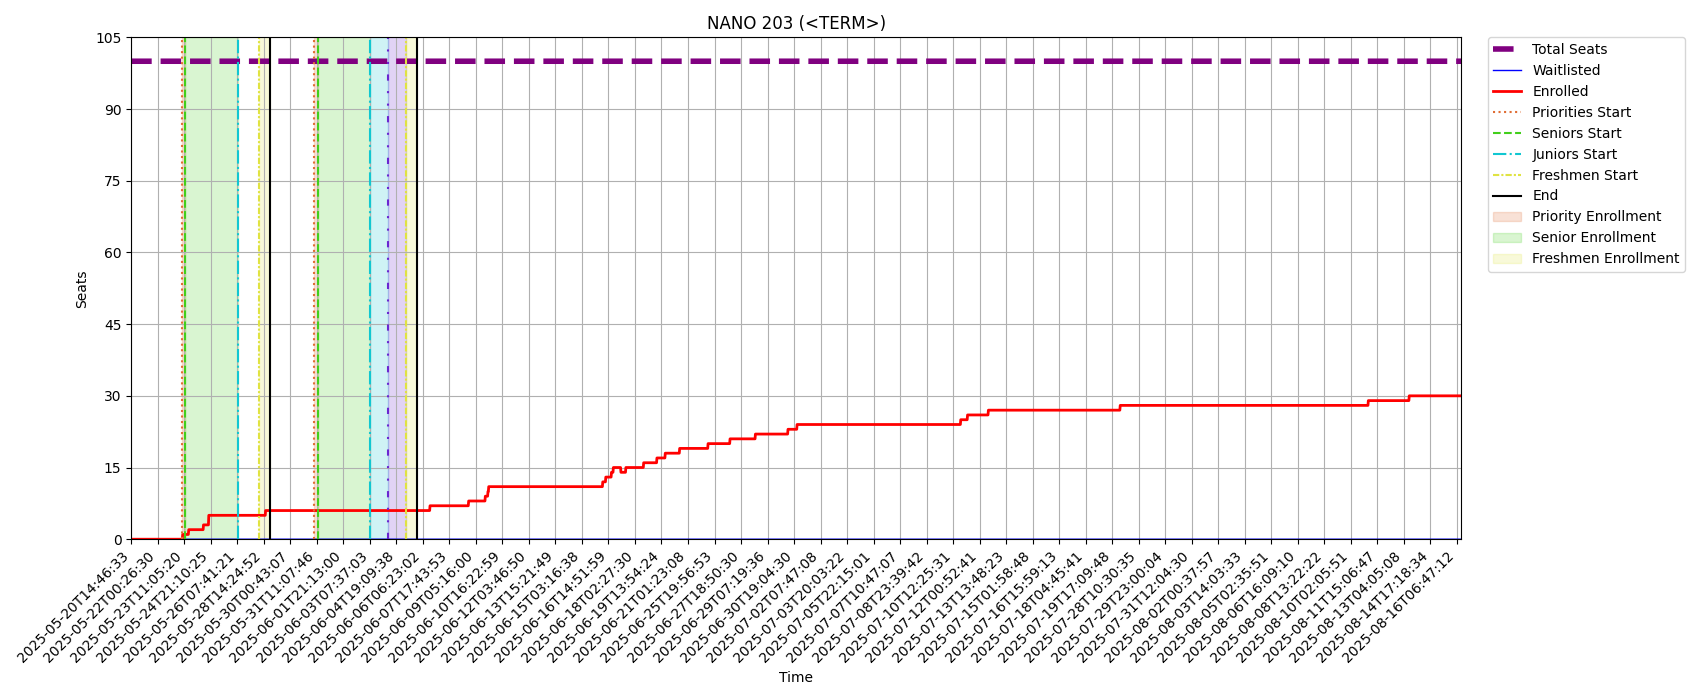 NANO 203 (<TERM>)
105
90
75
60
45
30
15
0
Seats
Total Seats
Waitlisted
Enrolled
Priorities Start
Seniors Start
Juniors Start
Freshmen Start
End
Priority Enrollment
Senior Enrollment
Freshmen Enrollment
2025-05-20T14:46:33
2025-05-22T00:26:30
2025-05-23T11:05:20
2025-05-24T21:10:25
2025-05-26T07:41:21
2025-05-28T14:24:52
2025-05-30T00:43:07
2025-05-31T11:07:46
2025-06-01T21:13:00
2025-06-03T07:37:03
2025-06-04T19:09:38
2025-06-06T06:23:02
2025-06-07T17:43:53
2025-06-09T05:16:00
2025-06-10T16:22:59
2025-06-12T03:46:50
2025-06-13T15:21:49
2025-06-15T03:16:38
2025-06-16T14:51:59
2025-06-18T02:27:30
2025-06-19T13:54:24
2025-06-21T01:23:08
2025-06-25T19:56:53
2025-06-27T18:50:30
2025-06-29T07:19:36
2025-06-30T19:04:30
2025-07-02T07:47:08
2025-07-03T20:03:22
2025-07-05T22:15:01
2025-07-07T10:47:07
2025-07-08T23:39:42
2025-07-10T12:25:31
2025-07-12T00:52:41
2025-07-13T13:48:23
2025-07-15T01:58:48
2025-07-16T15:59:13
2025-07-18T04:45:41
2025-07-19T17:09:48
2025-07-28T10:30:35
2025-07-29T23:00:04
2025-07-31T12:04:30
2025-08-02T00:37:57
2025-08-03T14:03:33
2025-08-05T02:35:51
2025-08-06T16:09:10
2025-08-08T13:22:22
2025-08-10T02:05:51
2025-08-11T15:06:47
2025-08-13T04:05:08
2025-08-14T17:18:34
2025-08-16T06:47:12
Time